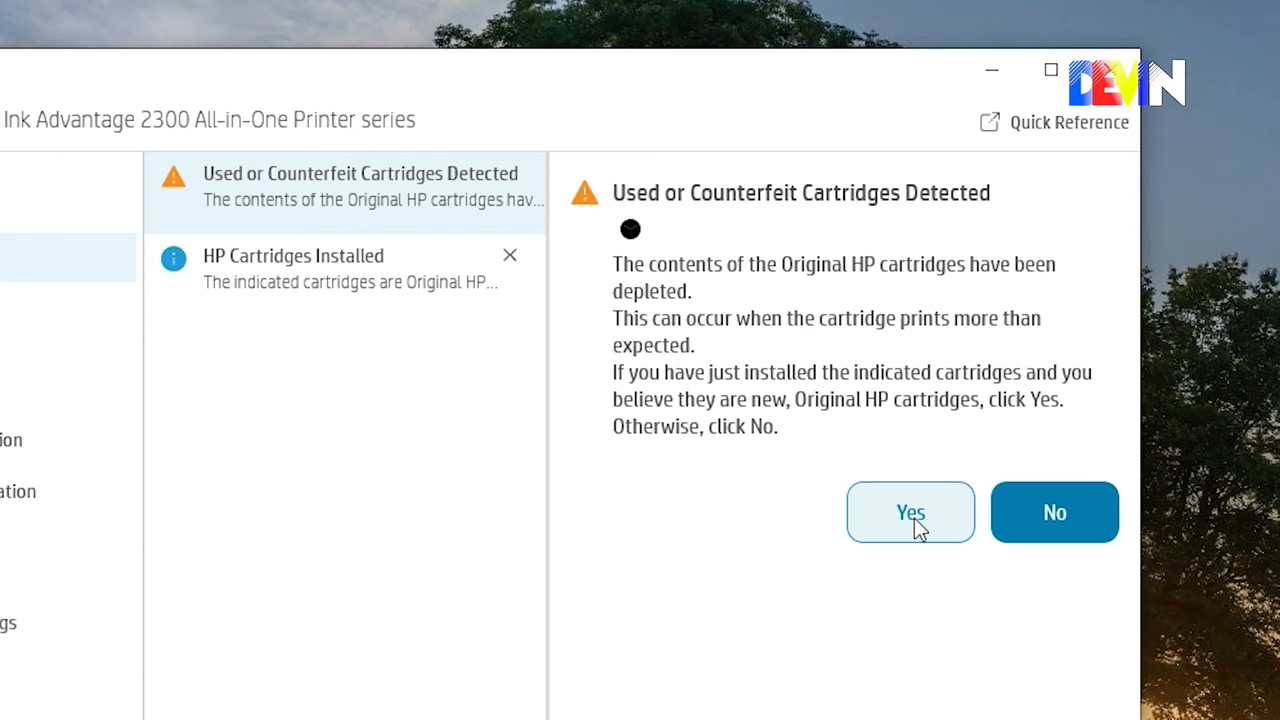 DEVIN
Ink Advantage 2300 All-in-One Printer series
Quick Reference
Used or Counterfeit Cartridges Detected
The contents of the Original HP cartridges hav...
HP Cartridges Installed
The indicated cartridges are Original HP...
ion
ation
gs
Used or Counterfeit Cartridges Detected
The contents of the Original HP cartridges have been
depleted.
This can occur when the cartridge prints more than
expected.
If you have just installed the indicated cartridges and you
believe they are new, Original HP cartridges, click Yes.
Otherwise, click No.
Yes
No